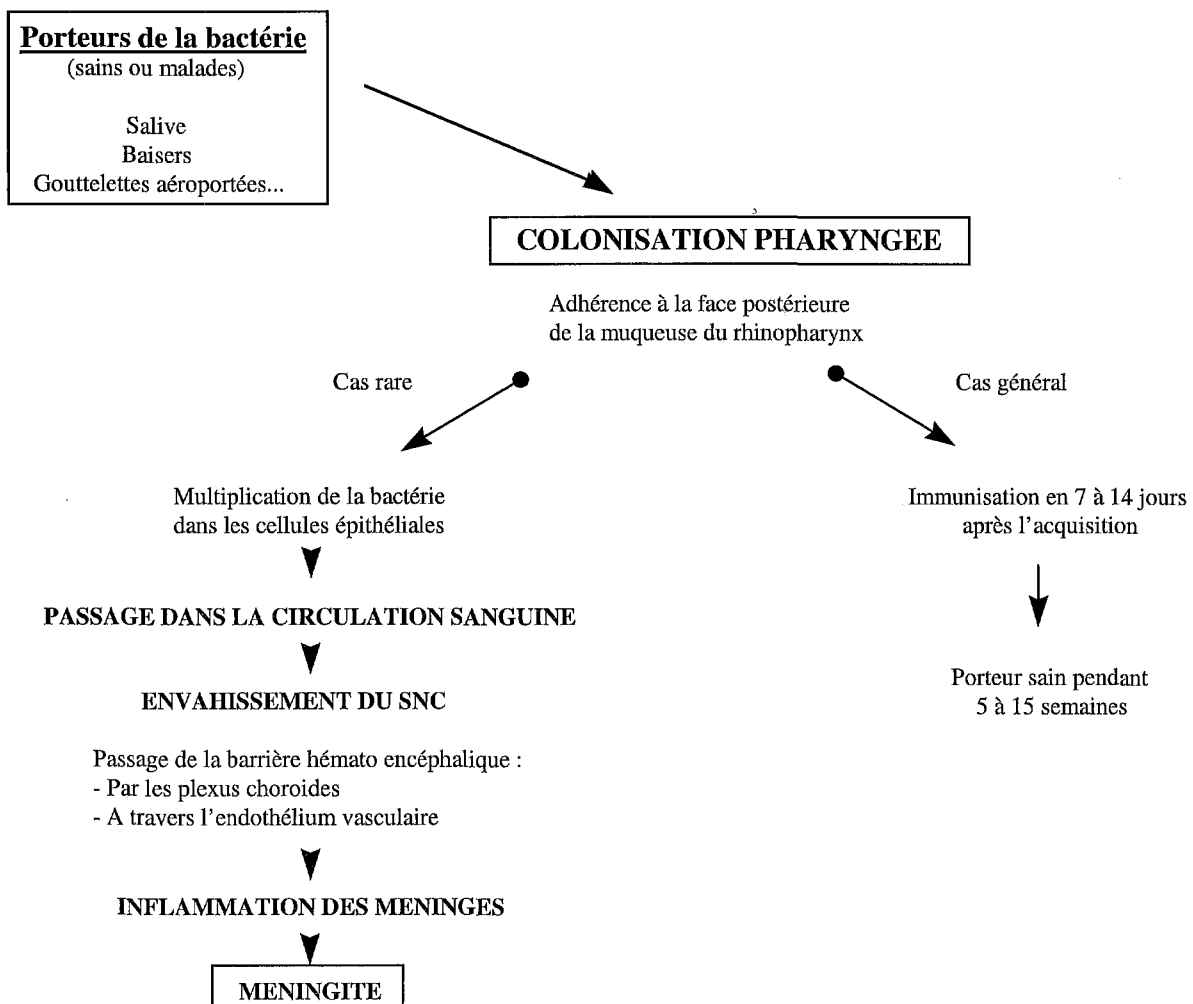 Porteurs de la bactérie
(sains ou malades)
Salive
Baisers
Gouttelettes aéroportées...
COLONISATION PHARYNGEE
Adhérence à la face postérieure
de la muqueuse du rhinopharynx
Cas rare
Cas général
Multiplication de la bactérie
dans les cellules épithéliales
Immunisation en 7 à 14 jours
après l'acquisition
PASSAGE DANS LA CIRCULATION SANGUINE
ENVAHISSEMENT DU SNC
Porteur sain pendant
5 à 15 semaines
Passage de la barrière hémato encéphalique :
- Par les plexus choroides
- A travers l'endothélium vasculaire
INFLAMMATION DES MENINGES
MENINGITE